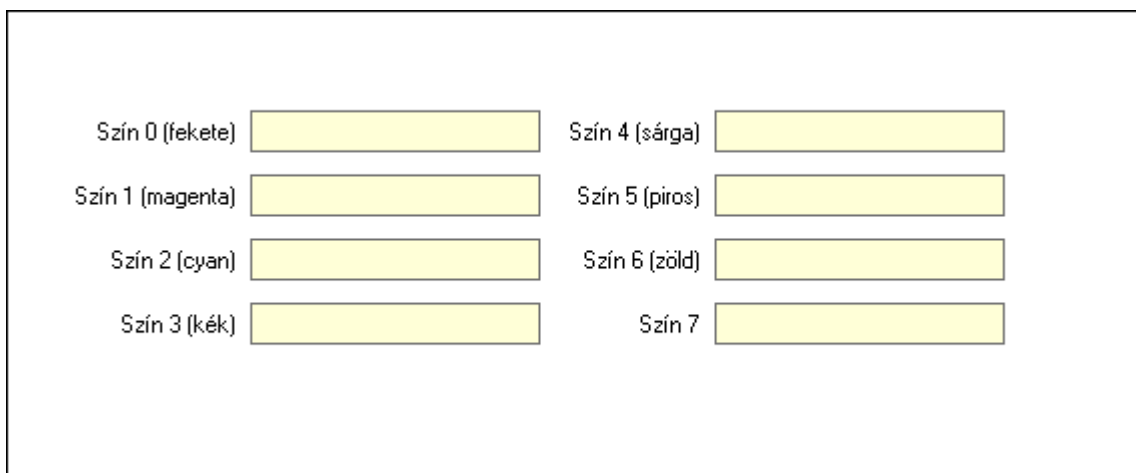 Szín 0 (fekete)
Szín 1 (magenta)
Szín 2 (cyan)
Szín 3 (kék)
Szín 4 (sárga)
Szín 5 (piros)
Szín 6 (zöld)
Szín 7